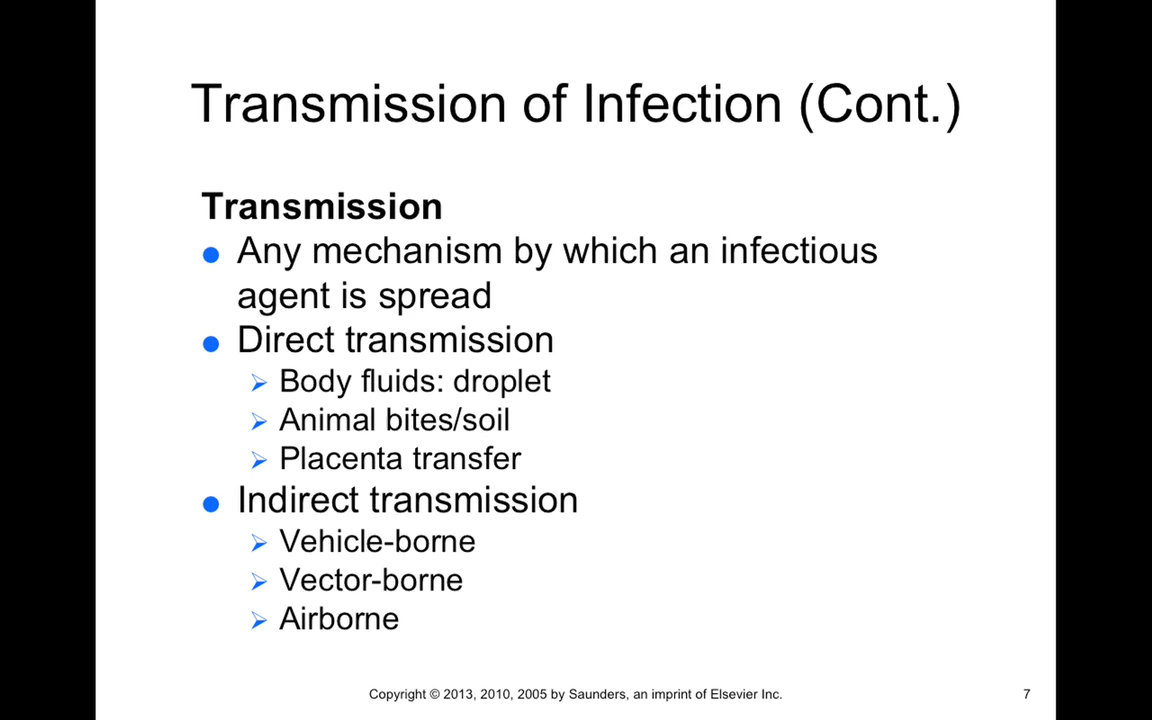 Transmission of Infection (Cont.)
Transmission
● Any mechanism by which an infectious
agent is spread
● Direct transmission
➢ Body fluids: droplet
➢ Animal bites/soil
➢ Placenta transfer
● Indirect transmission
➢ Vehicle-borne
➢ Vector-borne
➢ Airborne
Copyright © 2013, 2010, 2005 by Saunders, an imprint of Elsevier Inc.
7